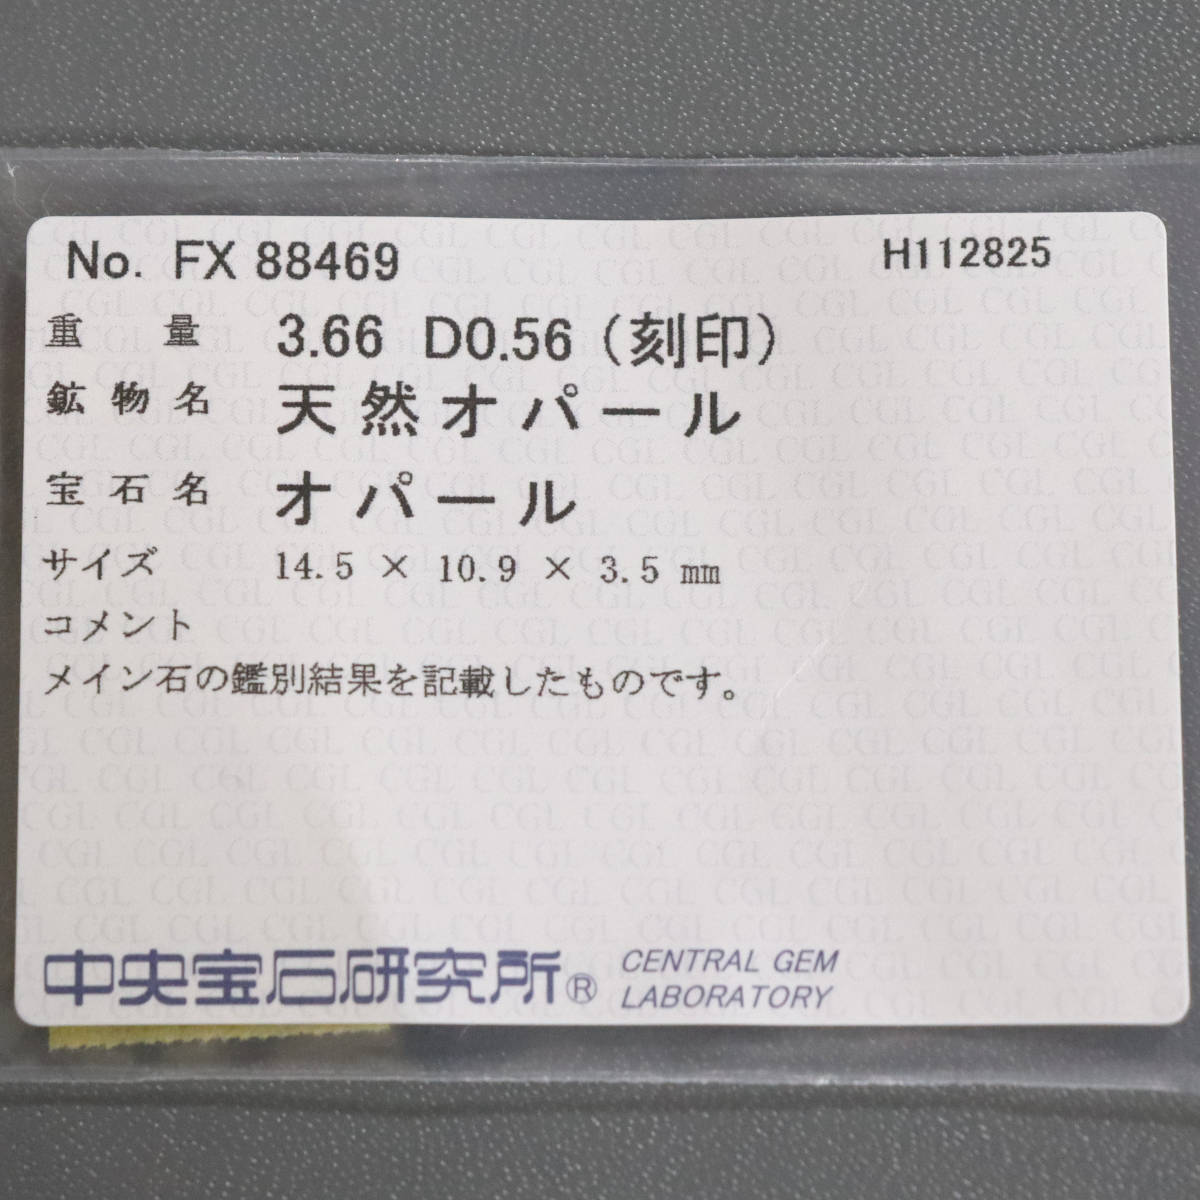 No. FX 88469 H112825
重量 3.66 D0.56 (刻印)
鉱物名 天然オパール
宝石名 オパール
サイズ 14.5 × 10.9 × 3.5 mm
コメント
メイン石の鑑別結果を記載したものです。
中央宝石研究所® CENTRAL GEM
LABORATORY